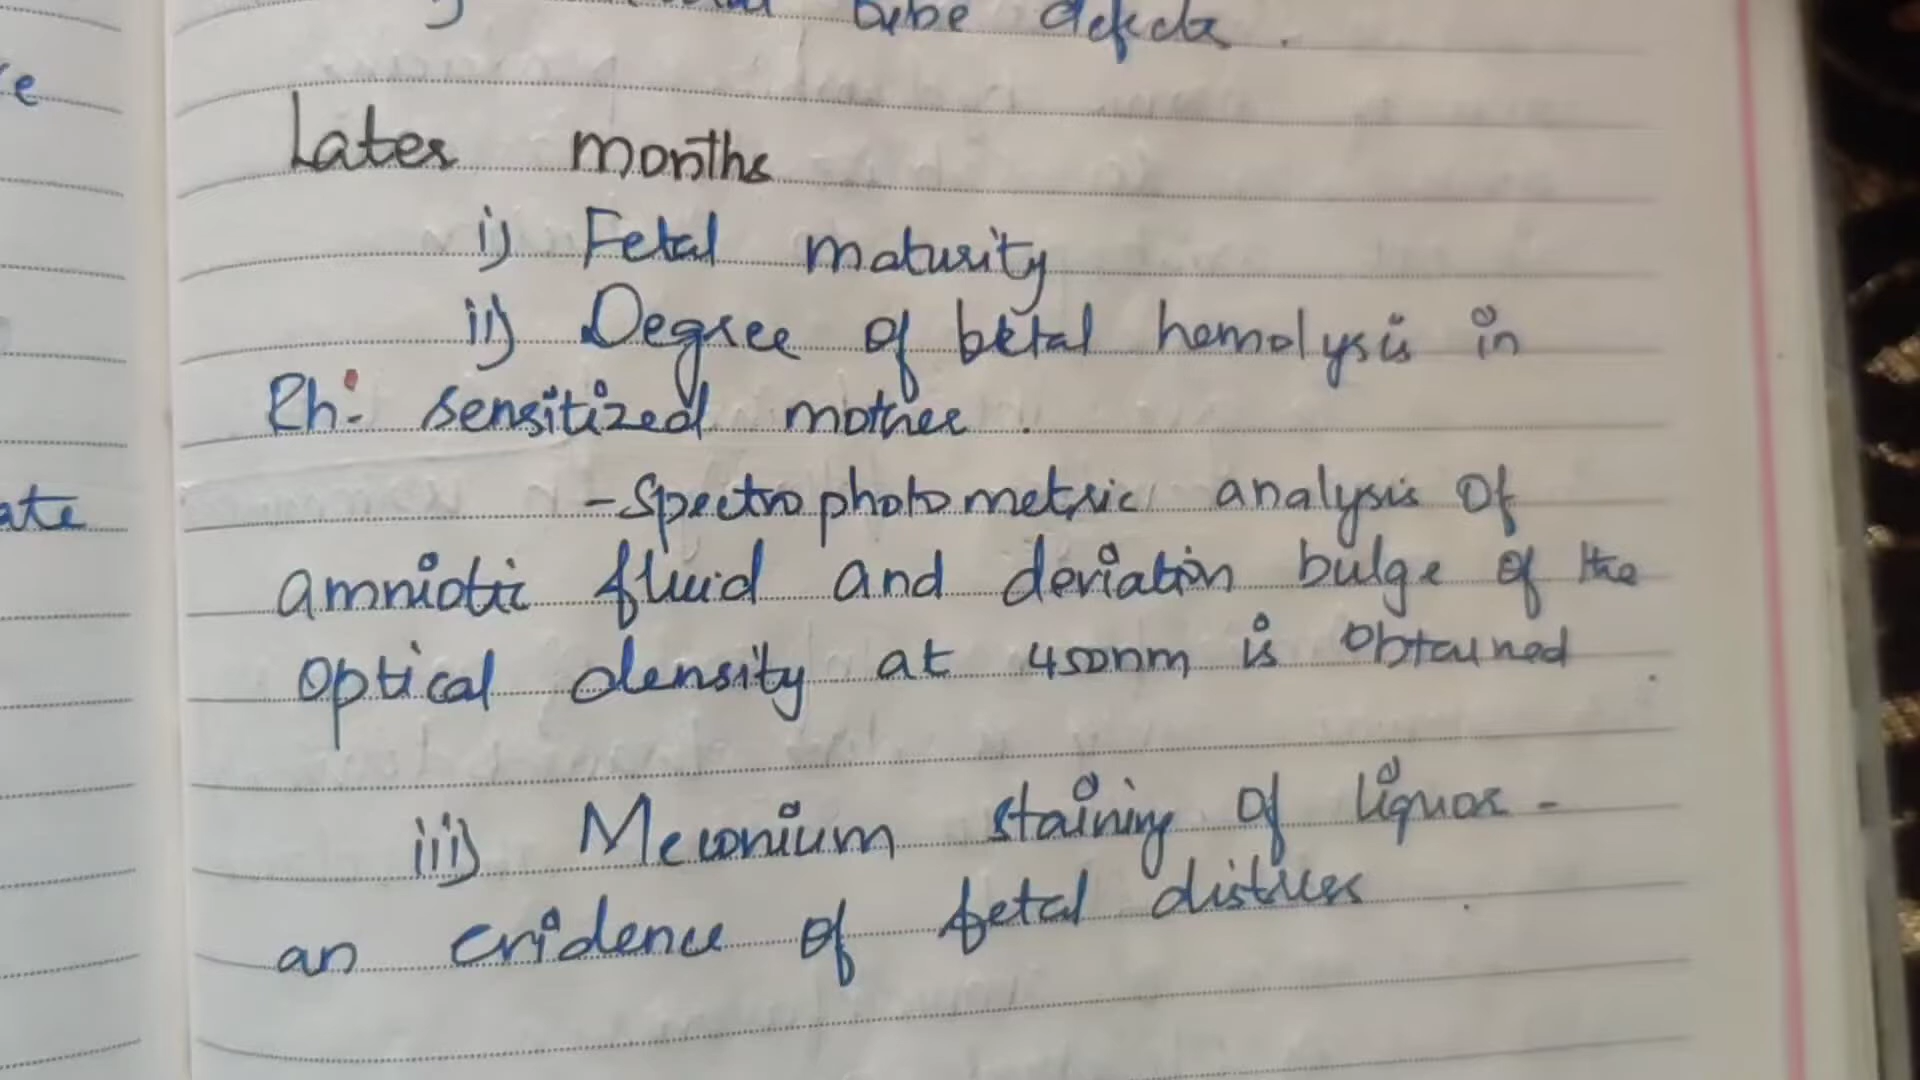 tube defects.
Later months
i) Fetal maturity
ii) Degree of fetal hemolysis in
Rh: sensitized mother.
-Spectrophotometric analysis of
amniotic fluid and deviation bulge of the
optical density at 450nm is obtained.
iii) Meconium staining of liquor -
an evidence of fetal distress.